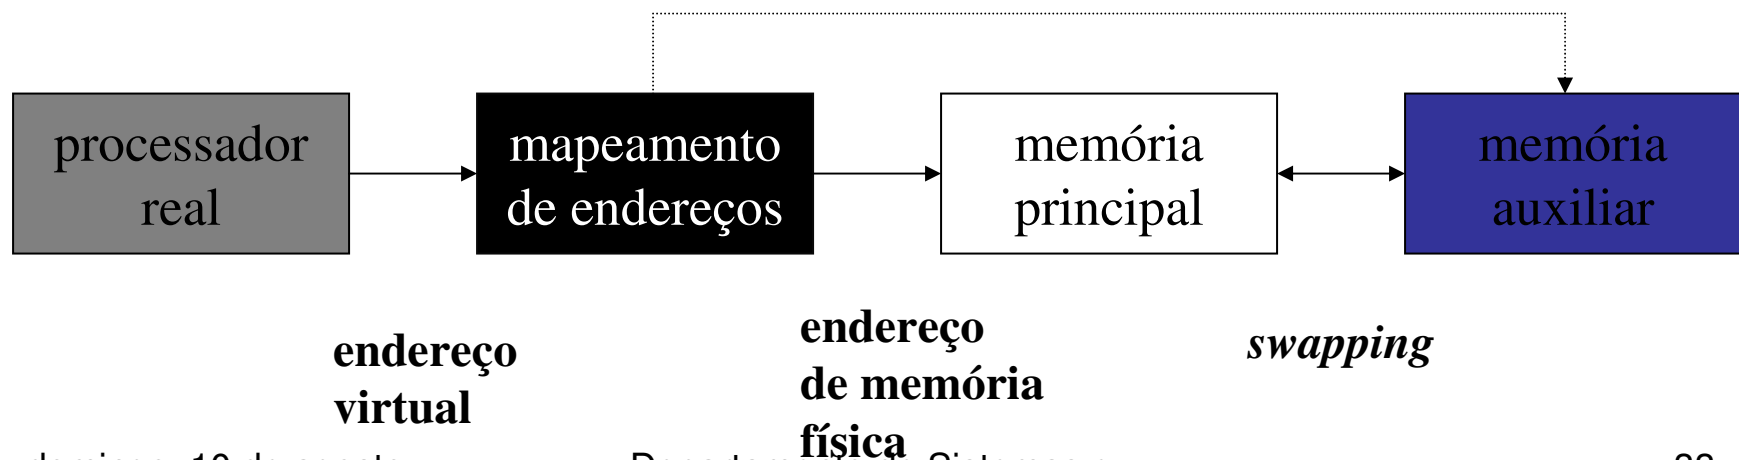 processador
real
mapeamento
de endereços
memória
principal
memória
auxiliar
endereço
virtual
endereço
de memória
física
swapping